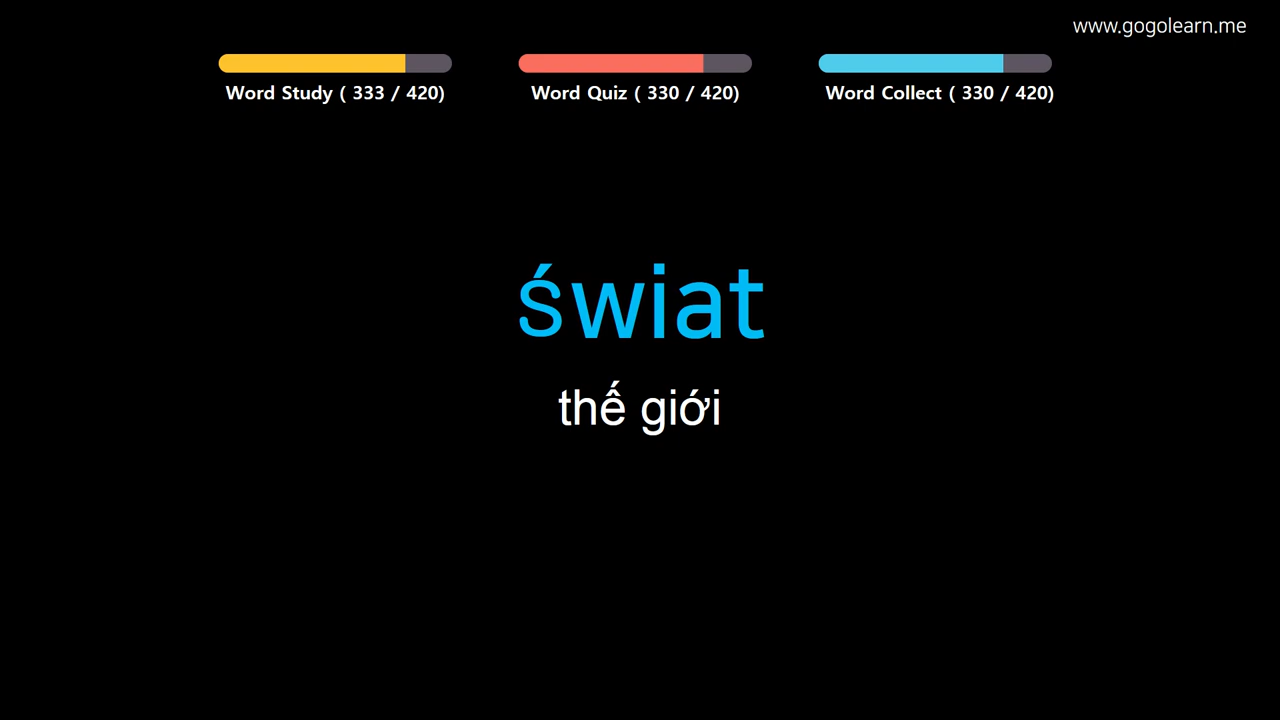 www.gogolearn.me
Word Study ( 333 / 420)
Word Quiz ( 330 / 420)
Word Collect ( 330 / 420)
świat
thế giới